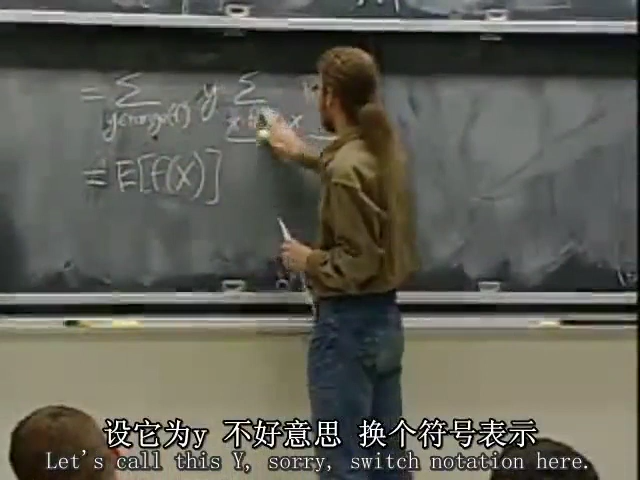 = Σ y Σ
y∈range(f) x
= E[f(X)]
设它为y 不好意思 换个符号表示
Let's call this Y, sorry, switch notation here.